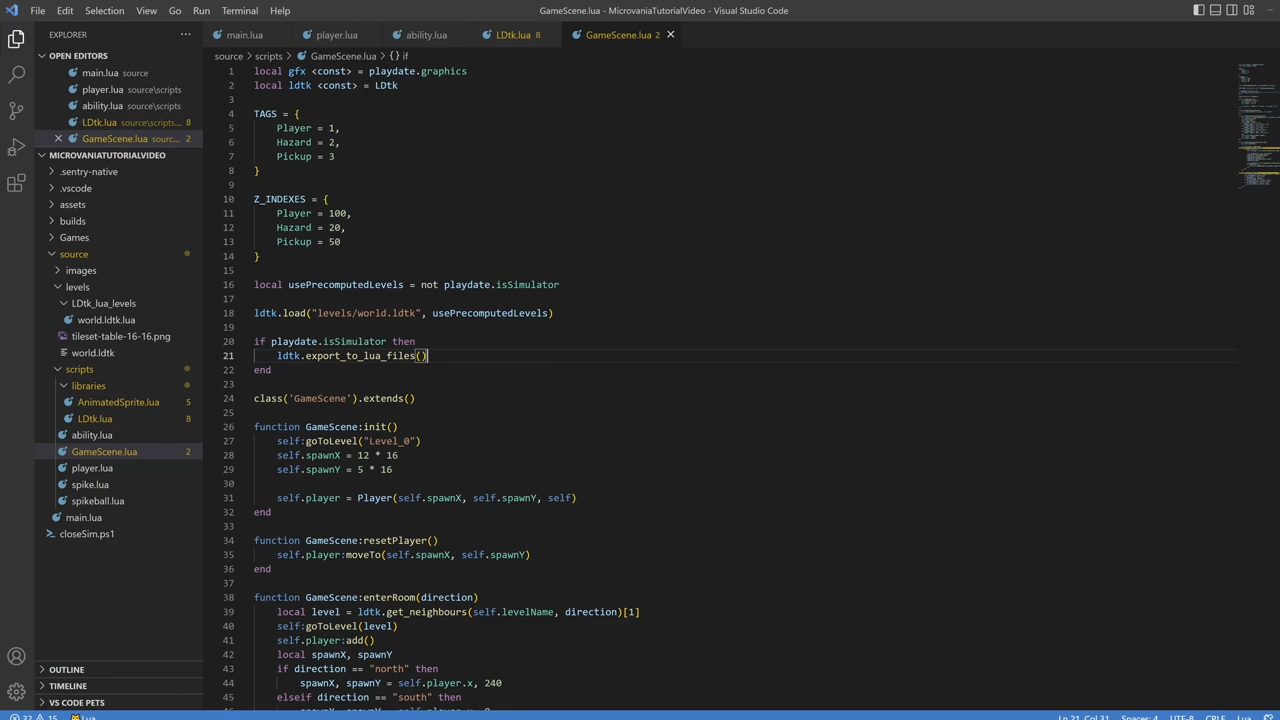 File Edit Selection View Go Run Terminal Help
GameScene.lua - MicrovaniaTutorialVideo - Visual Studio Code
EXPLORER
OPEN EDITORS
main.lua source
player.lua source\scripts
ability.lua source\scripts
LDtk.lua source\scripts... 8
GameScene.lua sourc... 2
MICROVANIATUTORIALVIDEO
.sentry-native
.vscode
assets
builds
Games
source
images
levels
LDtk_lua_levels
world.ldtk.lua
tileset-table-16-16.png
world.ldtk
scripts
libraries
AnimatedSprite.lua 5
LDtk.lua 8
ability.lua
GameScene.lua 2
player.lua
spike.lua
spikeball.lua
main.lua
closeSim.ps1
OUTLINE
TIMELINE
VS CODE PETS
main.lua player.lua ability.lua LDtk.lua 8 GameScene.lua 2
source > scripts > GameScene.lua > {} if
1 local gfx <const> = playdate.graphics
2 local ldtk <const> = LDtk
3
4 TAGS = {
5 Player = 1,
6 Hazard = 2,
7 Pickup = 3
8 }
9
10 Z_INDEXES = {
11 Player = 100,
12 Hazard = 20,
13 Pickup = 50
14 }
15
16 local usePrecomputedLevels = not playdate.isSimulator
17
18 ldtk.load("levels/world.ldtk", usePrecomputedLevels)
19
20 if playdate.isSimulator then
21 ldtk.export_to_lua_files()
22 end
23
24 class('GameScene').extends()
25
26 function GameScene:init()
27 self:goToLevel("Level_0")
28 self.spawnX = 12 * 16
29 self.spawnY = 5 * 16
30
31 self.player = Player(self.spawnX, self.spawnY, self)
32 end
33
34 function GameScene:resetPlayer()
35 self.player:moveTo(self.spawnX, self.spawnY)
36 end
37
38 function GameScene:enterRoom(direction)
39 local level = ldtk.get_neighbours(self.levelName, direction)[1]
40 self:goToLevel(level)
41 self.player:add()
42 local spawnX, spawnY
43 if direction == "north" then
44 spawnX, spawnY = self.player.x, 240
45 elseif direction == "south" then
32 15 Lua
Ln 21, Col 31 Spaces: 4 UTF-8 CRLF Lua